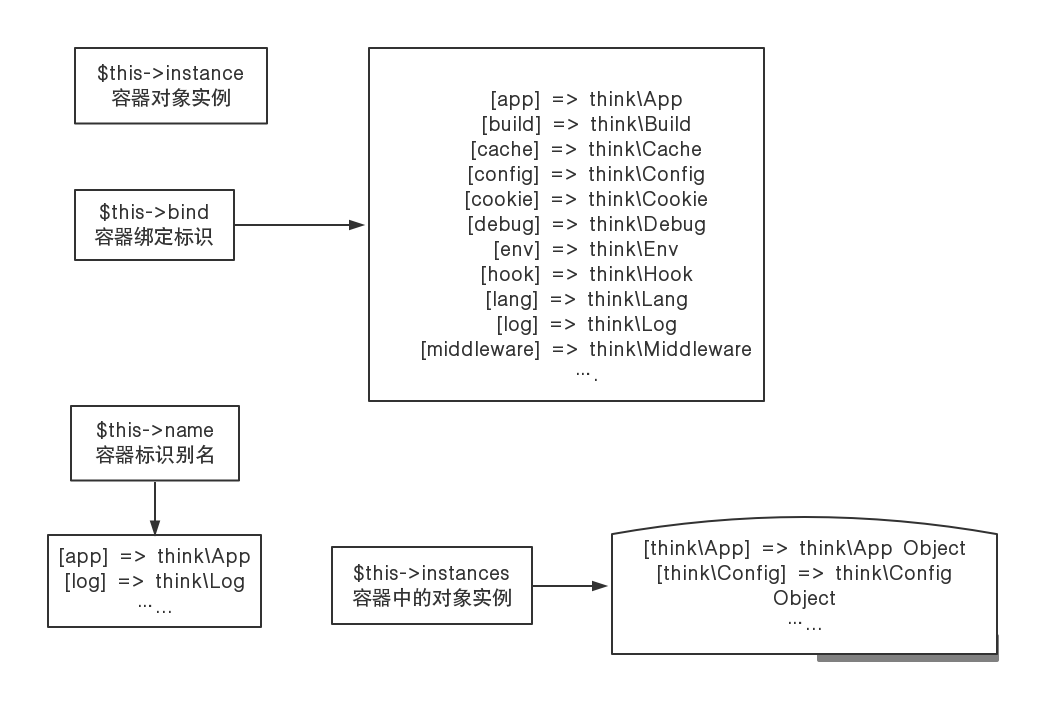 $this->instance
容器对象实例
$this->bind
容器绑定标识
[app] => think\App
[build] => think\Build
[cache] => think\Cache
[config] => think\Config
[cookie] => think\Cookie
[debug] => think\Debug
[env] => think\Env
[hook] => think\Hook
[lang] => think\Lang
[log] => think\Log
[middleware] => think\Middleware
... .
$this->name
容器标识别名
[app] => think\App
[log] => think\Log
... ...
$this->instances
容器中的对象实例
[think\App] => think\App Object
[think\Config] => think\Config
Object
... ...